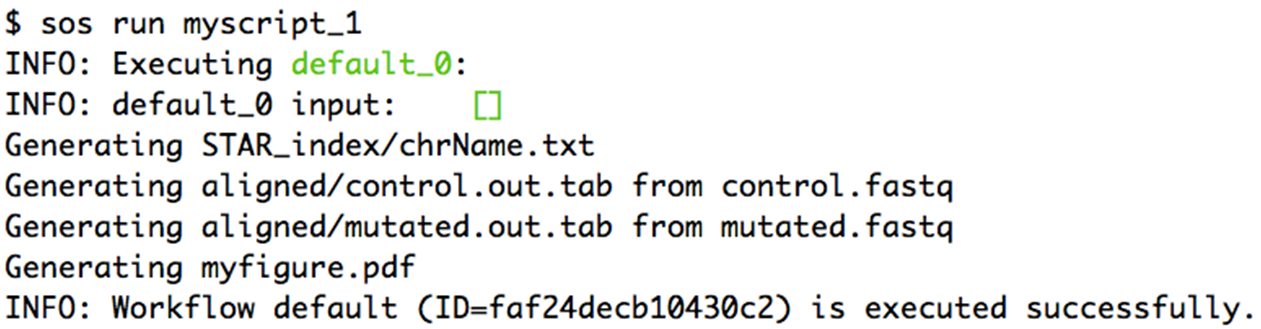 $ sos run myscript_1
INFO: Executing default_0:
INFO: default_0 input:    []
Generating STAR_index/chrName.txt
Generating aligned/control.out.tab from control.fastq
Generating aligned/mutated.out.tab from mutated.fastq
Generating myfigure.pdf
INFO: Workflow default (ID=faf24decb10430c2) is executed successfully.